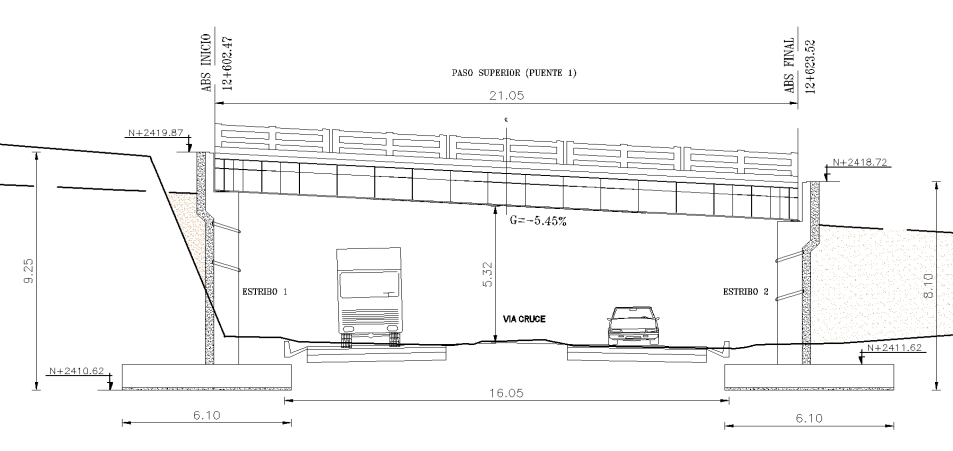 ABS INICIO
12+602.47
ABS FINAL
12+623.52
PASO SUPERIOR (PUENTE 1)
21.05
N+2419.87
N+2418.72
G=-5.45%
9.25
5.32
8.10
ESTRIBO 1
ESTRIBO 2
VIA CRUCE
N+2411.62
N+2410.62
16.05
6.10
6.10